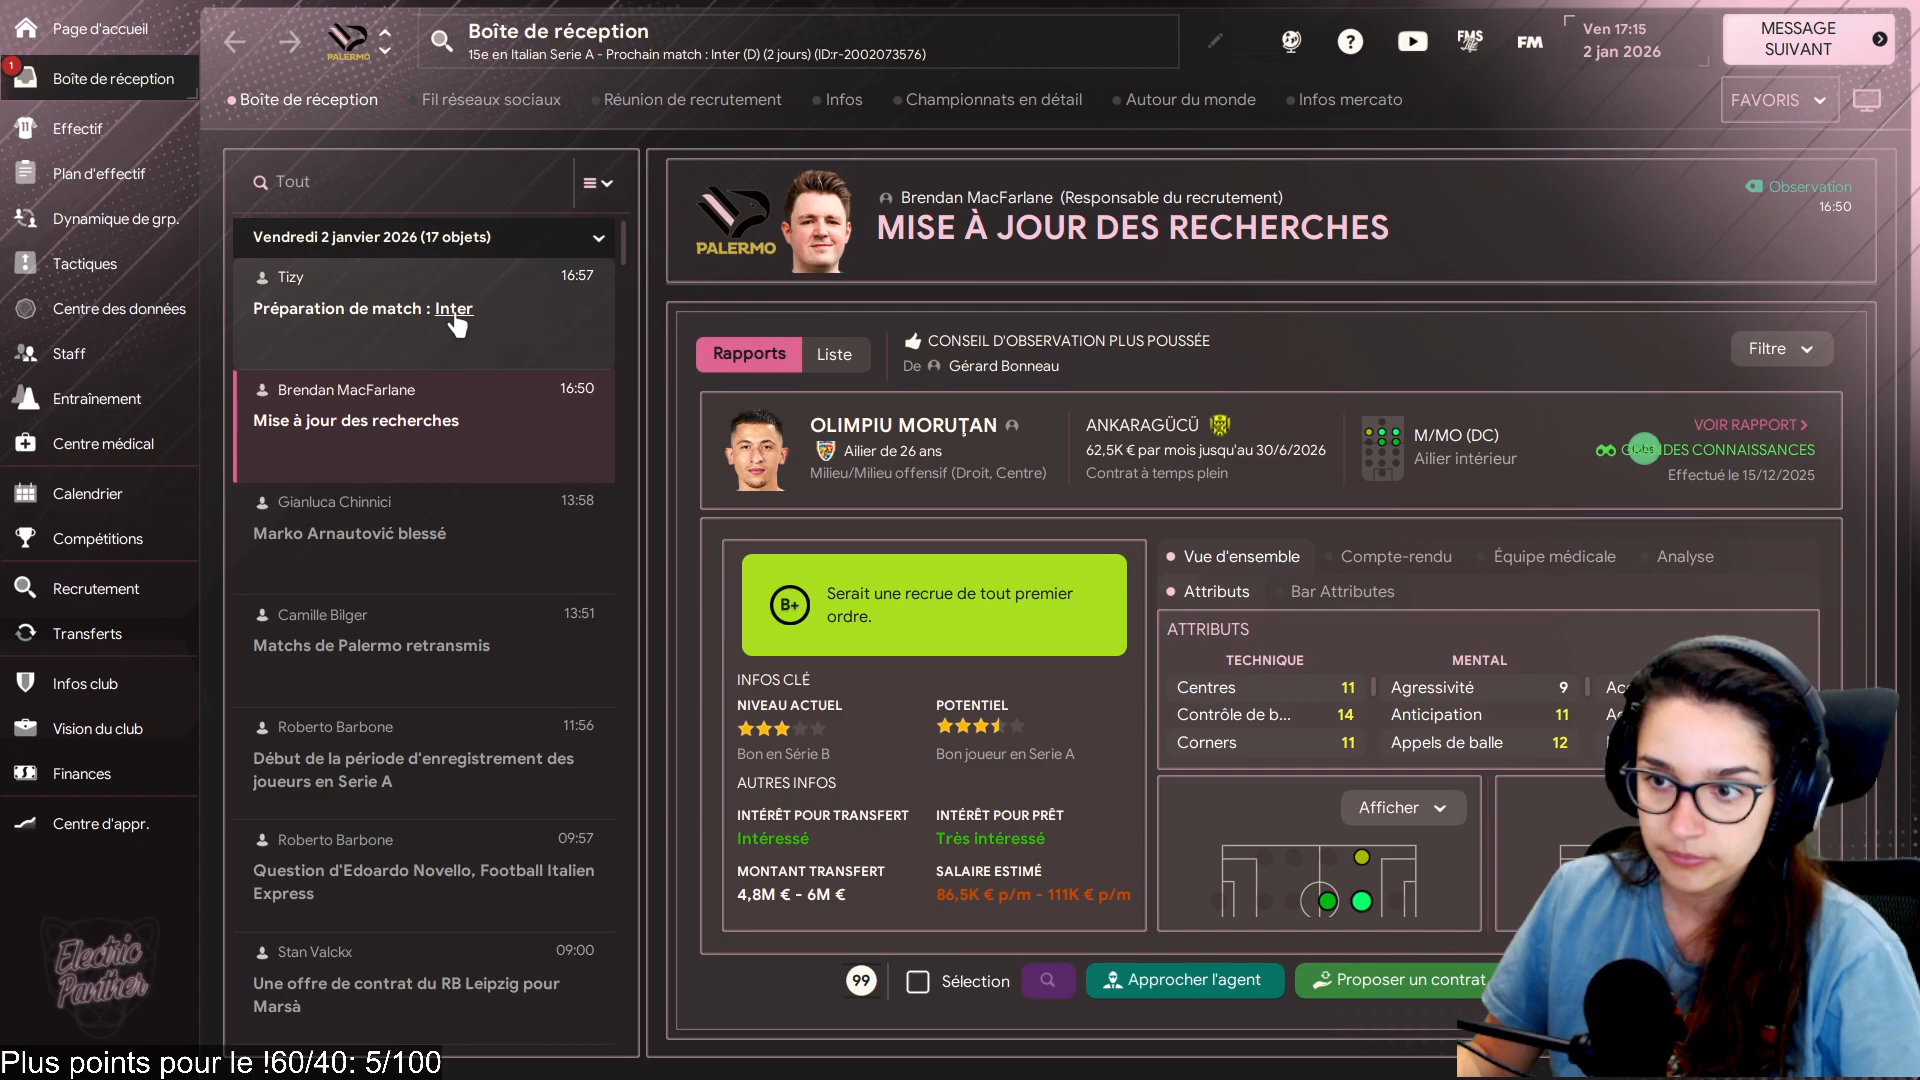 Page d'accueil
Boîte de réception
1
Effectif
Plan d'effectif
Dynamique de grp.
Tactiques
Centre des données
Staff
Entraînement
Centre médical
Calendrier
Compétitions
Recrutement
Transferts
Infos club
Vision du club
Finances
Centre d'appr.
Electric
Panther
PALERMO
Boîte de réception
15e en Italian Serie A - Prochain match : Inter (D) (2 jours) (ID:r-2002073576)
FM
Ven 17:15
2 jan 2026
MESSAGE
SUIVANT
Boîte de réception
Fil réseaux sociaux
Réunion de recrutement
Infos
Championnats en détail
Autour du monde
Infos mercato
FAVORIS
Tout
Vendredi 2 janvier 2026 (17 objets)
Tizy 16:57
Préparation de match : Inter
Brendan MacFarlane 16:50
Mise à jour des recherches
Gianluca Chinnici 13:58
Marko Arnautović blessé
Camille Bilger 13:51
Matchs de Palermo retransmis
Roberto Barbone 11:56
Début de la période d'enregistrement des
joueurs en Serie A
Roberto Barbone 09:57
Question d'Edoardo Novello, Football Italien
Express
Stan Valckx 09:00
Une offre de contrat du RB Leipzig pour
Marsà
PALERMO
Brendan MacFarlane (Responsable du recrutement)
MISE À JOUR DES RECHERCHES
Observation
16:50
Rapports
Liste
CONSEIL D'OBSERVATION PLUS POUSSÉE
De Gérard Bonneau
Filtre
OLIMPIU MORUȚAN
Ailier de 26 ans
Milieu/Milieu offensif (Droit, Centre)
ANKARAGÜCÜ
62,5K € par mois jusqu'au 30/6/2026
Contrat à temps plein
M/MO (DC)
Ailier intérieur
VOIR RAPPORT
DES CONNAISSANCES
Effectué le 15/12/2025
B+
Serait une recrue de tout premier
ordre.
INFOS CLÉ
NIVEAU ACTUEL
POTENTIEL
Bon en Série B
Bon joueur en Serie A
AUTRES INFOS
INTÉRÊT POUR TRANSFERT
INTÉRÊT POUR PRÊT
Intéressé
Très intéressé
MONTANT TRANSFERT
SALAIRE ESTIMÉ
4,8M € - 6M €
86,5K € p/m - 111K € p/m
Vue d'ensemble
Compte-rendu
Équipe médicale
Analyse
Attributs
Bar Attributes
ATTRIBUTS
TECHNIQUE
MENTAL
Centres 11
Agressivité 9
Contrôle de b... 14
Anticipation 11
Corners 11
Appels de balle 12
Afficher
99
Sélection
Approcher l'agent
Proposer un contrat
Plus points pour le !60/40: 5/100